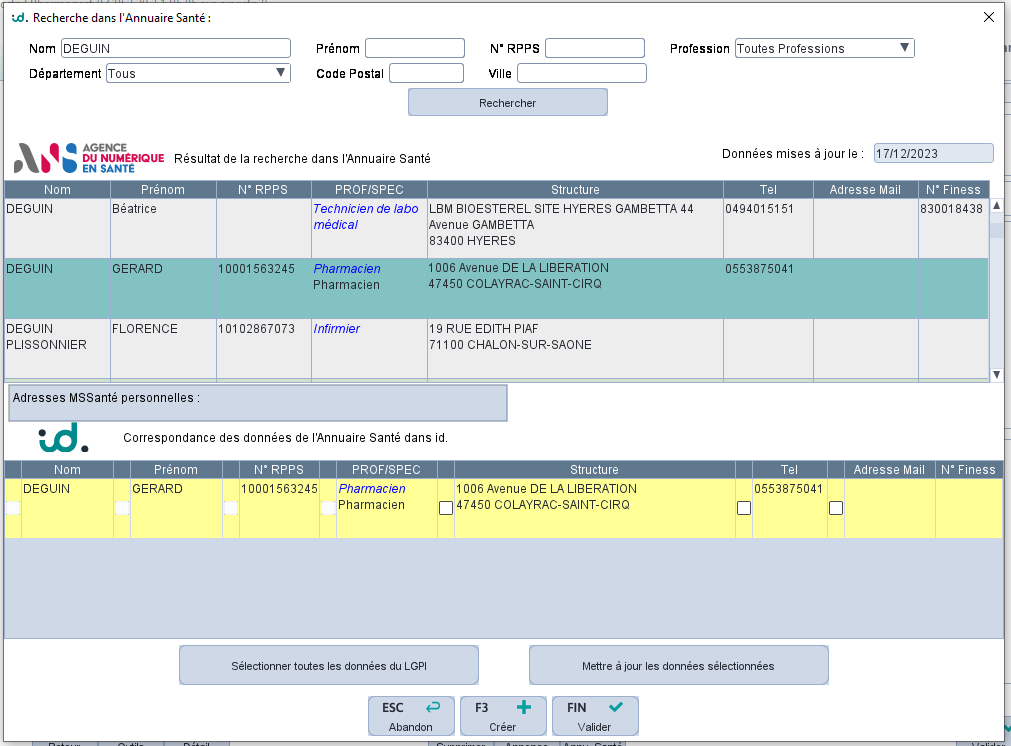 id. Recherche dans l'Annuaire Santé :
Nom DEGUIN Prénom N° RPPS Profession Toutes Professions
Département Tous Code Postal Ville
Rechercher
ANS AGENCE DU NUMÉRIQUE EN SANTÉ
Résultat de la recherche dans l'Annuaire Santé
Données mises à jour le : 17/12/2023
Nom Prénom N° RPPS PROF/SPEC Structure Tel Adresse Mail N° Finess
DEGUIN Béatrice Technicien de labo LBM BIOESTEREL SITE HYERES GAMBETTA 44 0494015151 830018438
médical Avenue GAMBETTA
83400 HYERES
DEGUIN GERARD 10001563245 Pharmacien 1006 Avenue DE LA LIBERATION 0553875041
Pharmacien 47450 COLAYRAC-SAINT-CIRQ
DEGUIN FLORENCE 10102867073 Infirmier 19 RUE EDITH PIAF
PLISSONNIER 71100 CHALON-SUR-SAONE
Adresses MSSanté personnelles :
id. Correspondance des données de l'Annuaire Santé dans id.
Nom Prénom N° RPPS PROF/SPEC Structure Tel Adresse Mail N° Finess
DEGUIN GERARD 10001563245 Pharmacien 1006 Avenue DE LA LIBERATION 0553875041
Pharmacien 47450 COLAYRAC-SAINT-CIRQ
Sélectionner toutes les données du LGPI Mettre à jour les données sélectionnées
ESC F3 FIN
Abandon Créer Valider